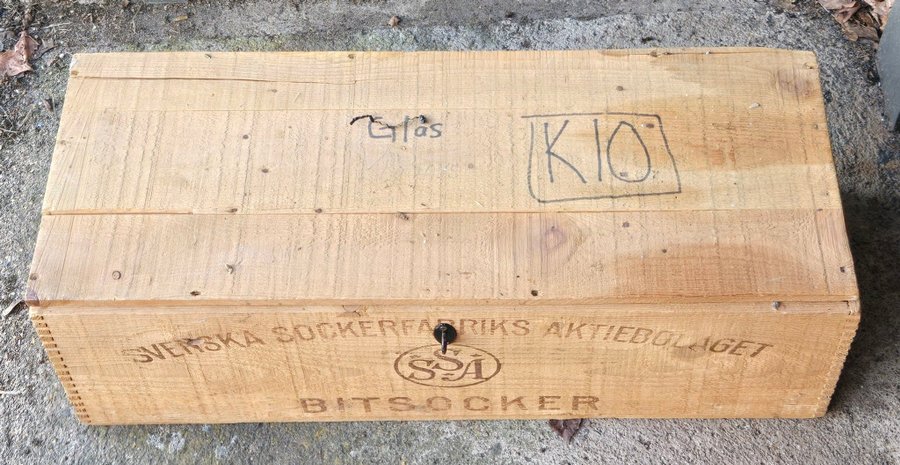 Glas
K10.
SVENSKA SOCKERFABRIKS AKTIEBOLAGET
SSA
BITSOCKER